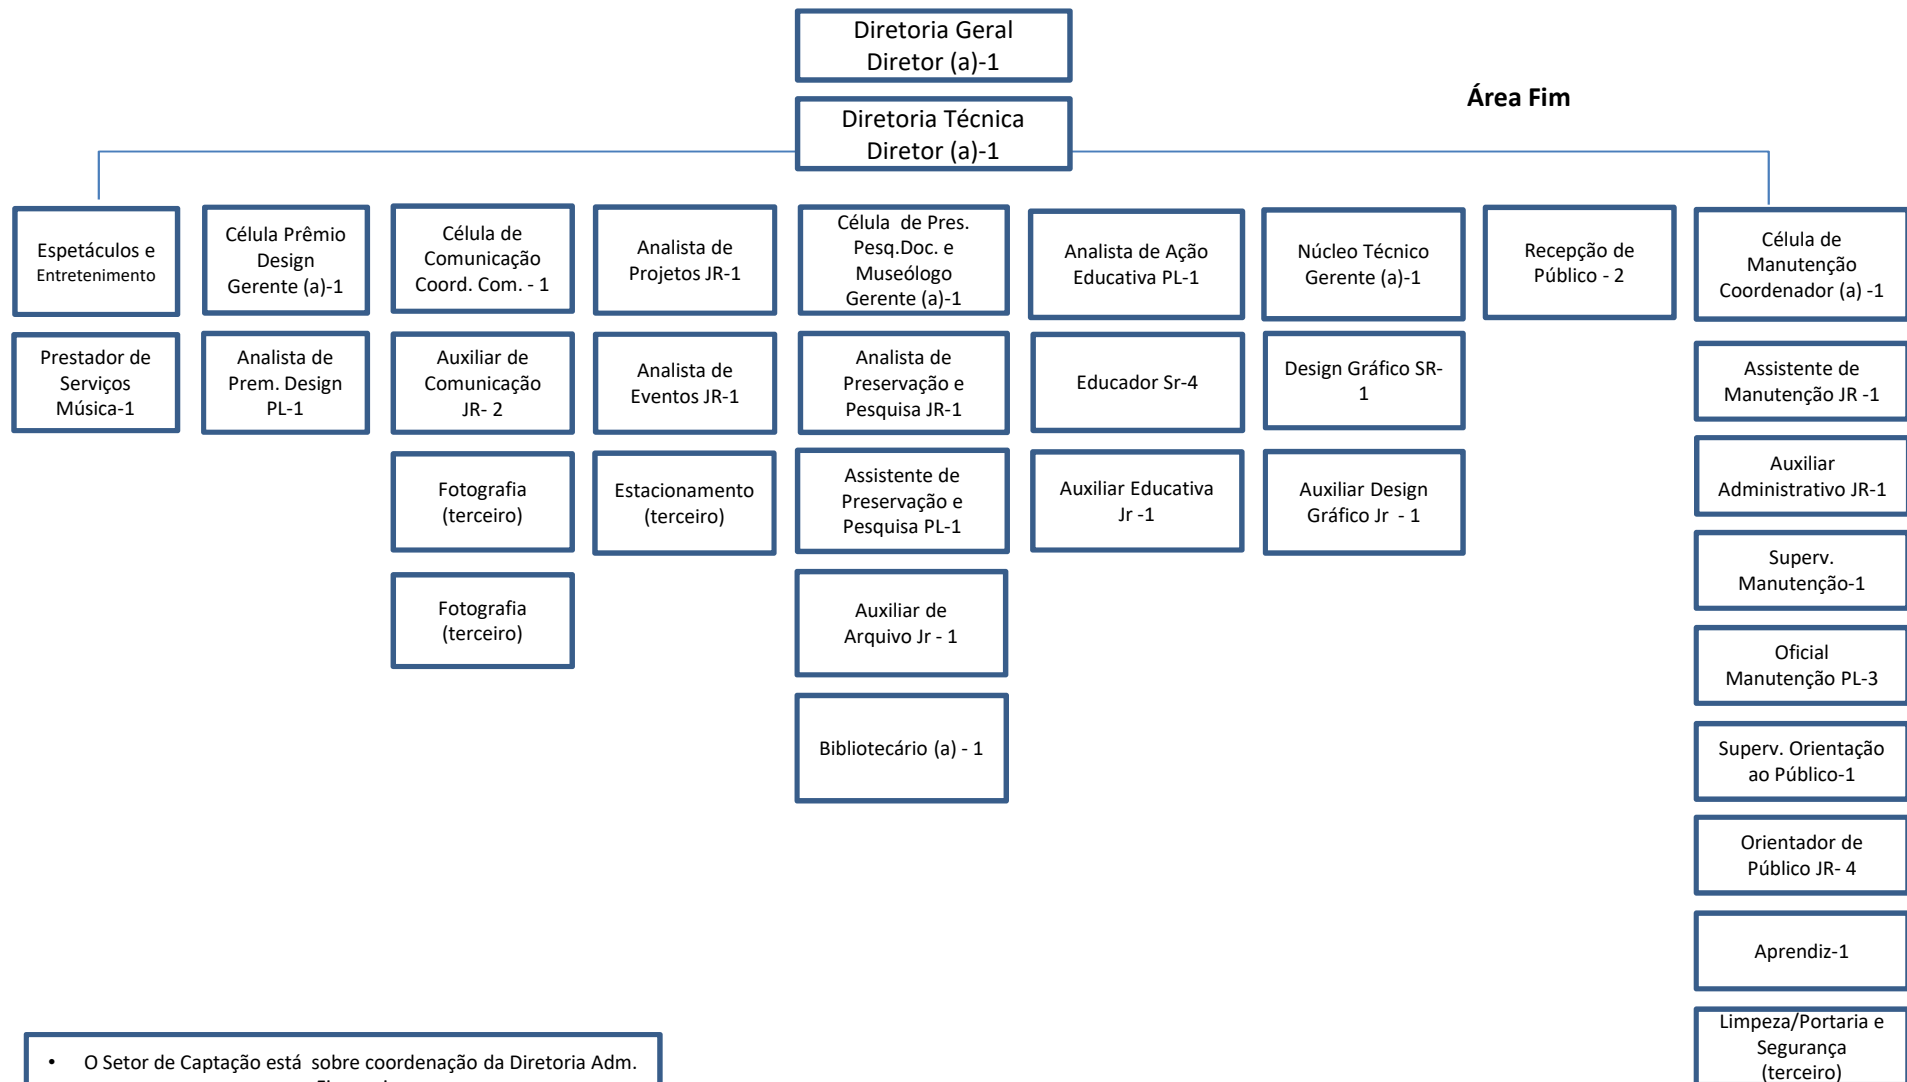 Diretoria Geral
Diretor (a)-1
Área Fim
Diretoria Técnica
Diretor (a)-1
Espetáculos e
Entretenimento
Célula Prêmio
Design
Gerente (a)-1
Célula de
Comunicação
Coord. Com. - 1
Analista de
Projetos JR-1
Célula de Pres.
Pesq.Doc. e
Museólogo
Gerente (a)-1
Analista de Ação
Educativa PL-1
Núcleo Técnico
Gerente (a)-1
Recepção de
Público - 2
Célula de
Manutenção
Coordenador (a) -1
Prestador de
Serviços
Música-1
Analista de
Prem. Design
PL-1
Auxiliar de
Comunicação
JR- 2
Analista de
Eventos JR-1
Analista de
Preservação e
Pesquisa JR-1
Educador Sr-4
Design Gráfico SR-
1
Assistente de
Manutenção JR -1
Fotografia
(terceiro)
Estacionamento
(terceiro)
Assistente de
Preservação e
Pesquisa PL-1
Auxiliar Educativa
Jr -1
Auxiliar Design
Gráfico Jr - 1
Auxiliar
Administrativo JR-1
Fotografia
(terceiro)
Auxiliar de
Arquivo Jr - 1
Superv.
Manutenção-1
Bibliotecário (a) - 1
Oficial
Manutenção PL-3
Superv. Orientação
ao Público-1
Orientador de
Público JR- 4
Aprendiz-1
Limpeza/Portaria e
Segurança
(terceiro)
• O Setor de Captação está sobre coordenação da Diretoria Adm.